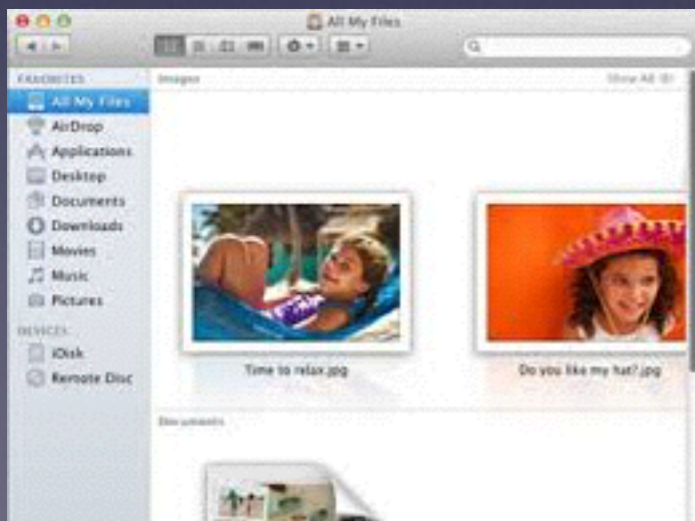 All My Files
FAVORITES
All My Files
AirDrop
Applications
Desktop
Documents
Downloads
Movies
Music
Pictures
DEVICES
iDisk
Remote Disc
Images
Show All
Time to relax.jpg
Do you like my hat?.jpg
Documents